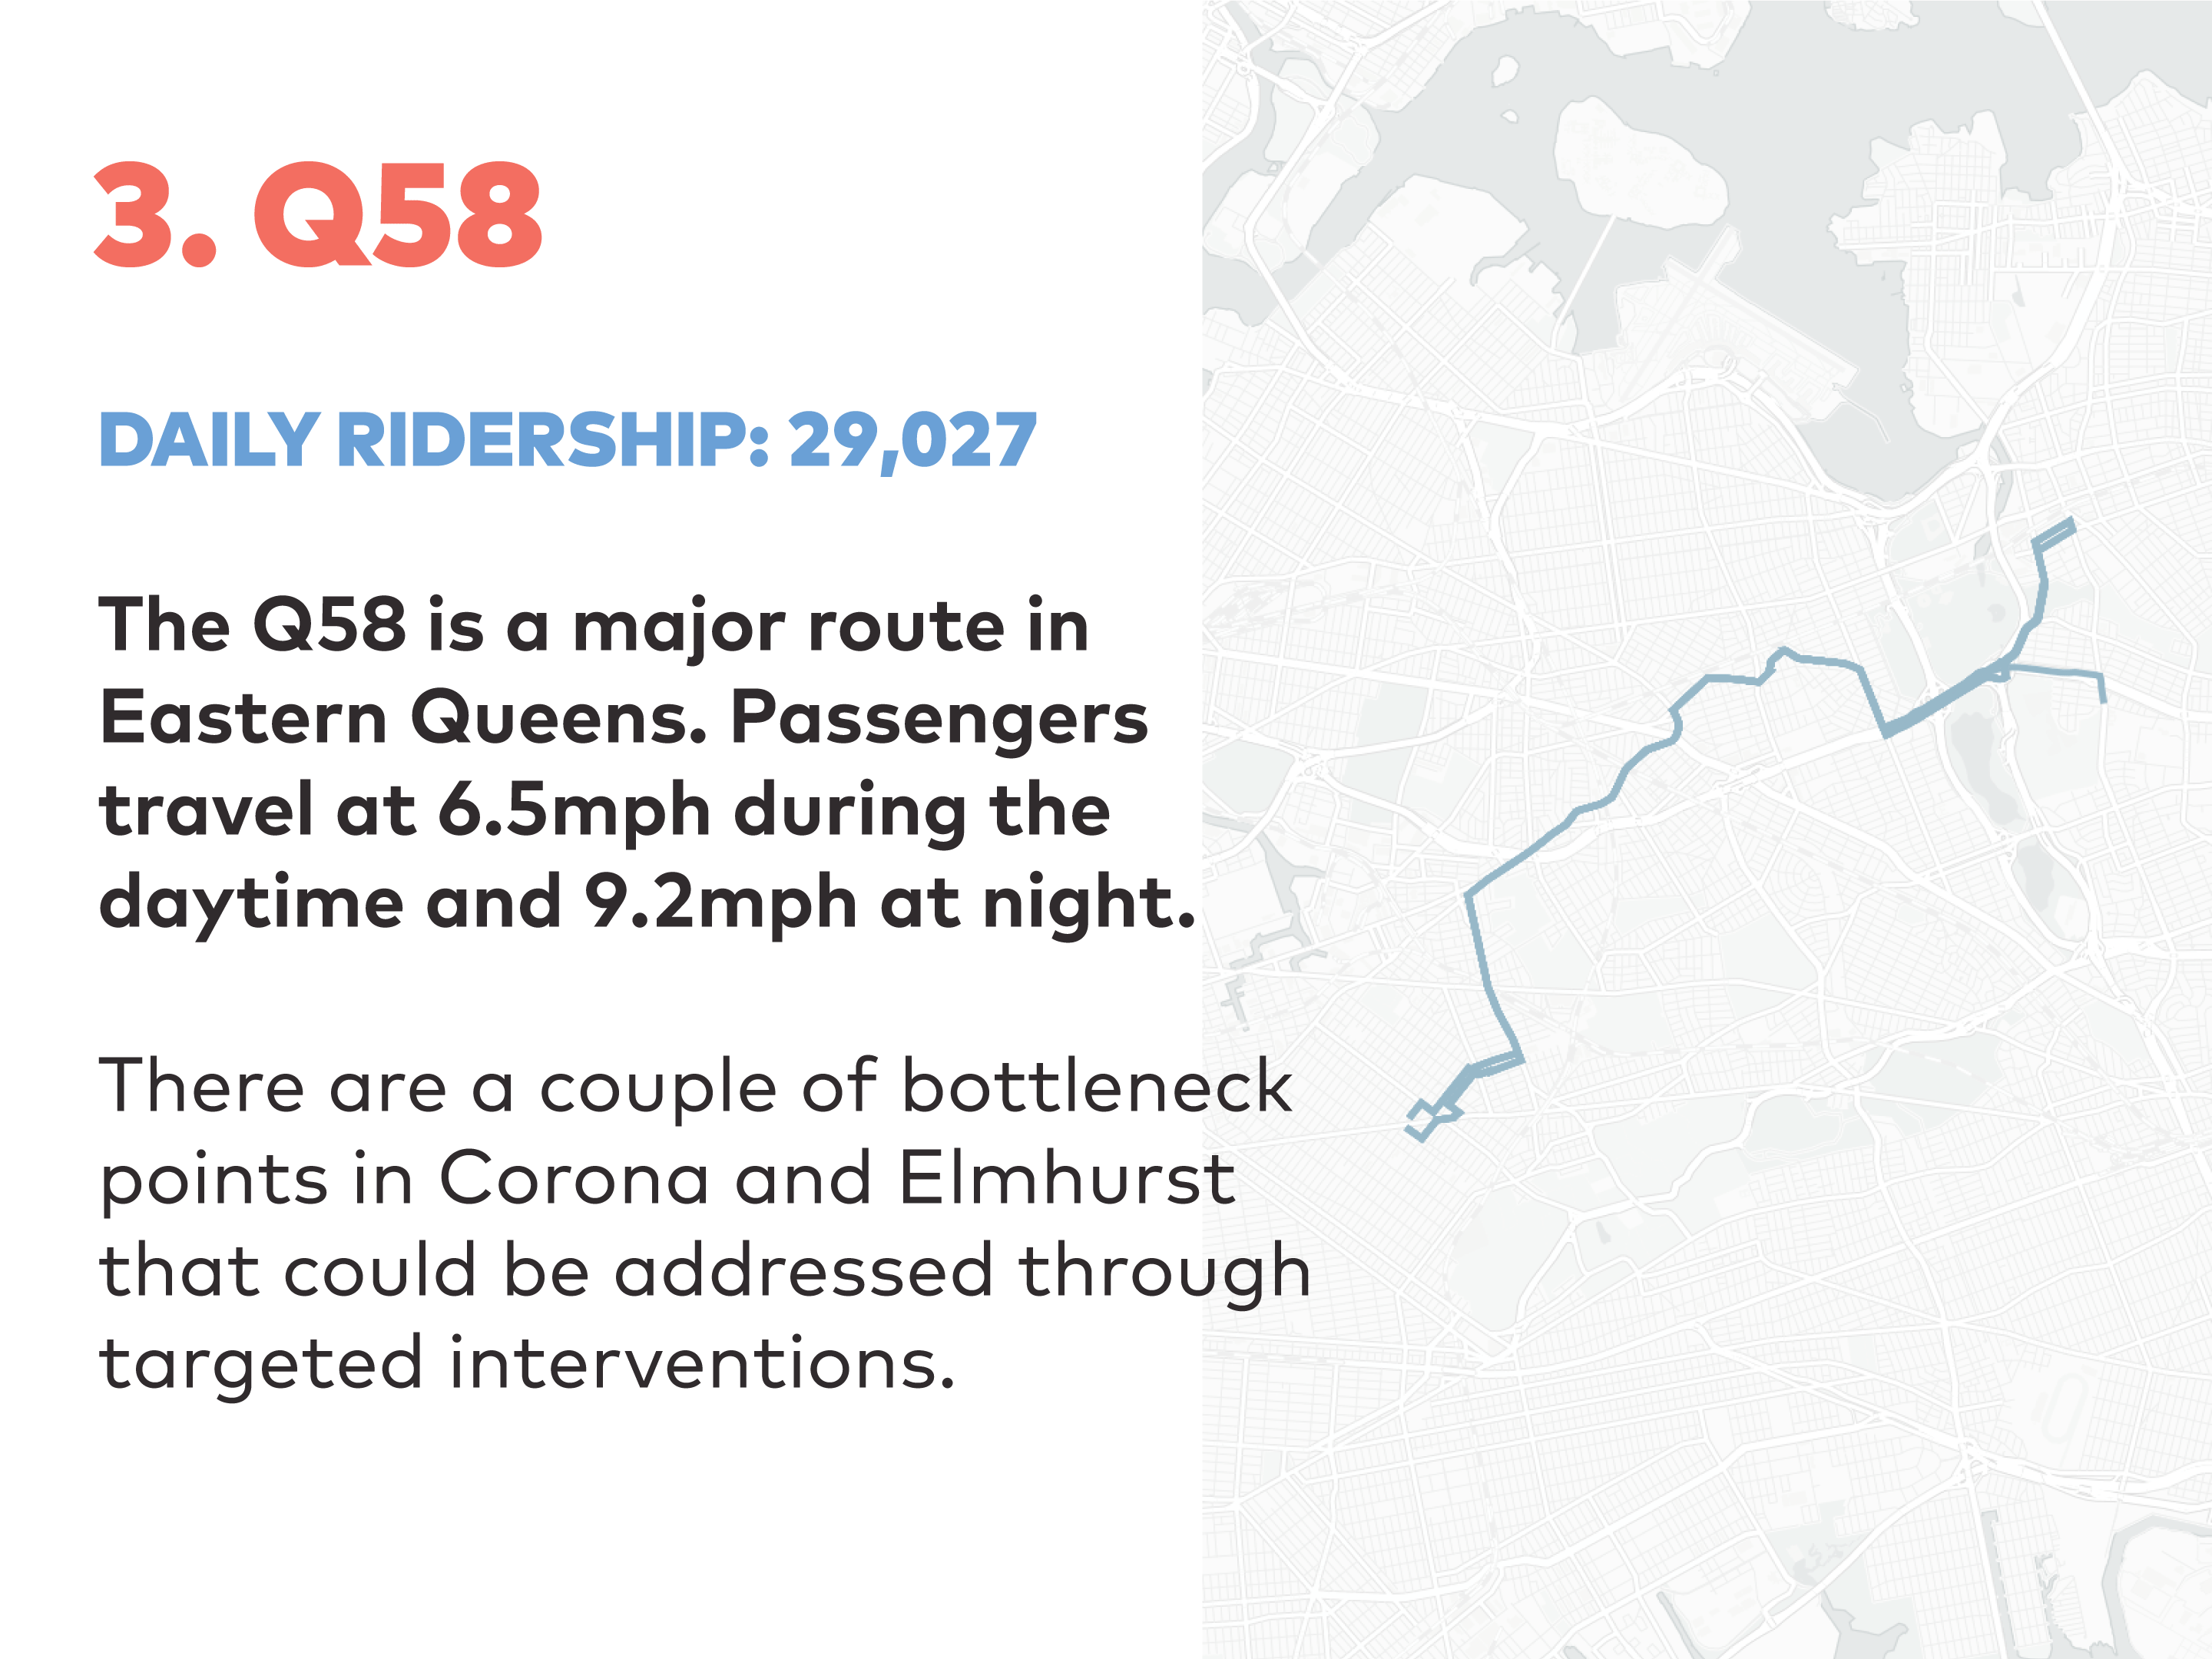 3. Q58
DAILY RIDERSHIP: 29,027
The Q58 is a major route in
Eastern Queens. Passengers
travel at 6.5mph during the
daytime and 9.2mph at night.
There are a couple of bottleneck
points in Corona and Elmhurst
that could be addressed through
targeted interventions.